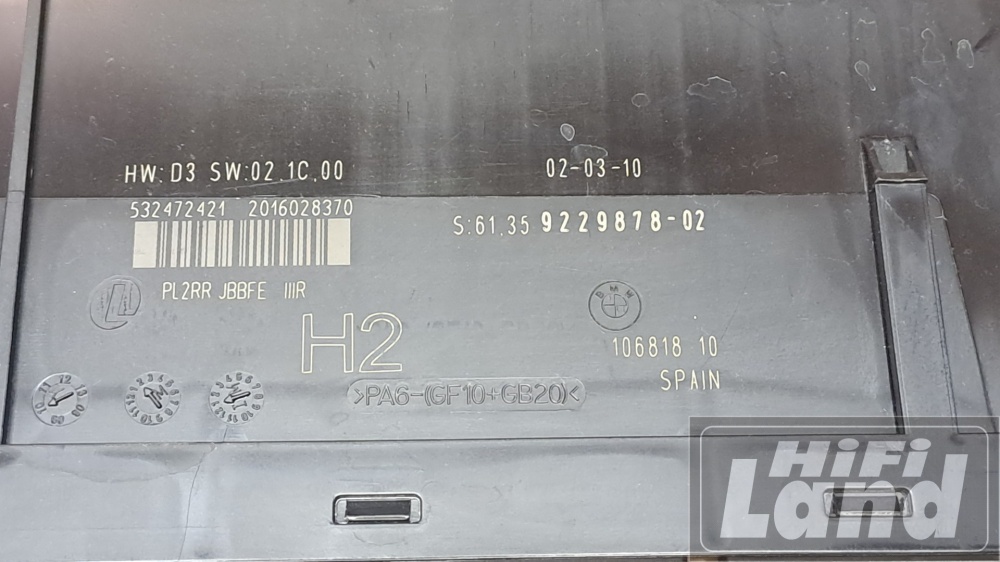 HW: D3 SW:02.1C.00
02-03-10
532472421 2016028370
S:61.35 9229878-02
PL2RR JBBFE IIIR
BMW
H2
106818 10
SPAIN
>PA6-(GF10+GB20)<
HiFi
Land